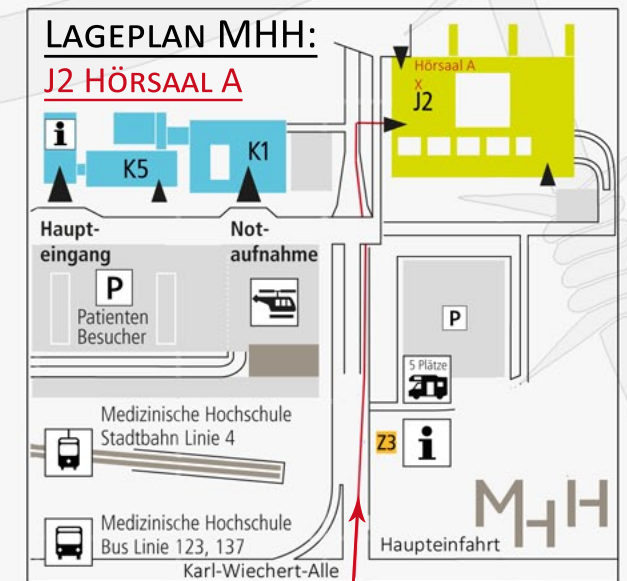 LAGEPLAN MHH:
J2 HÖRSAAL A
Hörsaal A
X
J2
i
K5
K1
Haupt-
eingang
Not-
aufnahme
P
Patienten
Besucher
P
5 Plätze
Medizinische Hochschule
Stadtbahn Linie 4
Z3
i
MHH
Medizinische Hochschule
Bus Linie 123, 137
Haupteinfahrt
Karl-Wiechert-Alle